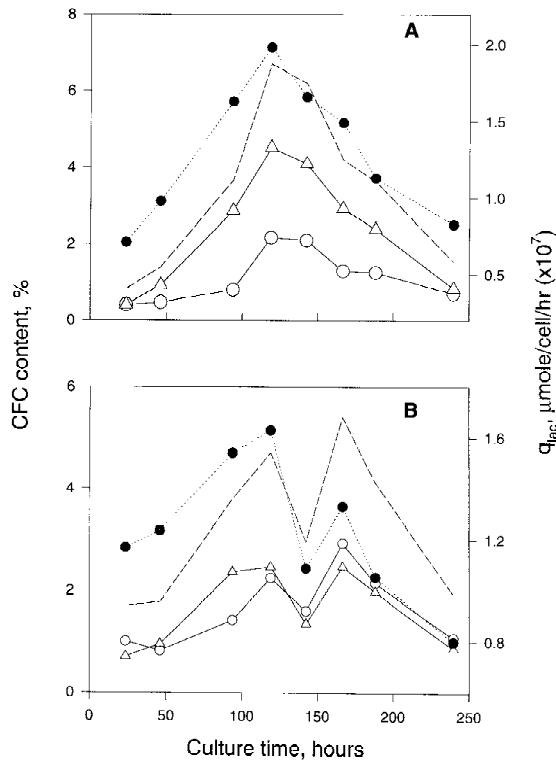 8
6
4
2
0
A
2.0
1.5
1.0
0.5
CFC content, %
q_lac, μmole/cell/hr (x10⁷)
6
4
2
0
B
1.6
1.2
0.8
0 50 100 150 200 250
Culture time, hours